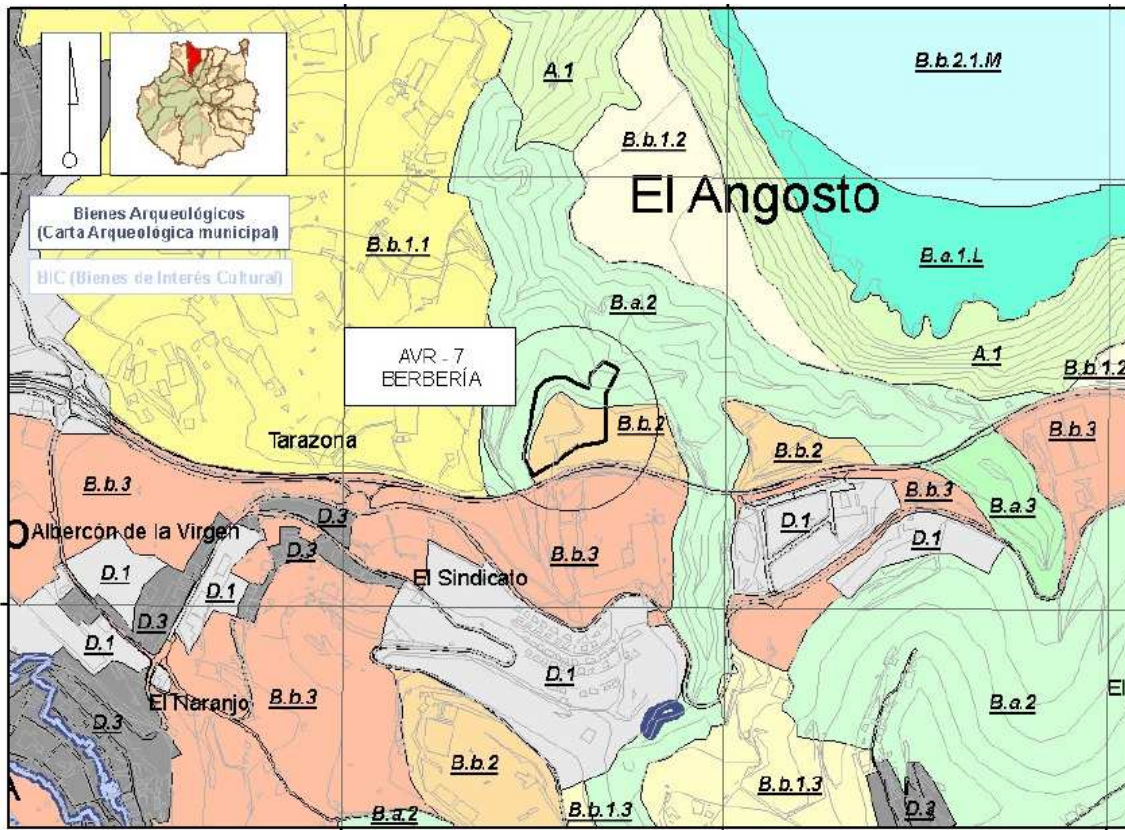 A.1
B.b.2.1.M
B.b.1.2
El Angosto
Bienes Arqueológicos
(Carta Arqueológica municipal)
B.b.1.1
B.a.1.L
BIC (Bienes de Interés Cultural)
B.a.2
AVR - 7
BERBERÍA
A.1
B.b.1.2
B.b.2
Tarazona
B.b.3
B.b.2
B.b.3
B.b.3
D.3
B.a.3
Albercón de la Virgen
D.1
D.3
B.b.3
D.1
D.1
D.1
El Sindicato
D.3
D.1
D.1
El
El Naranjo
B.b.3
B.a.2
D.3
B.b.2
B.b.1.3
B.b.1.3
D.3
B.a.2